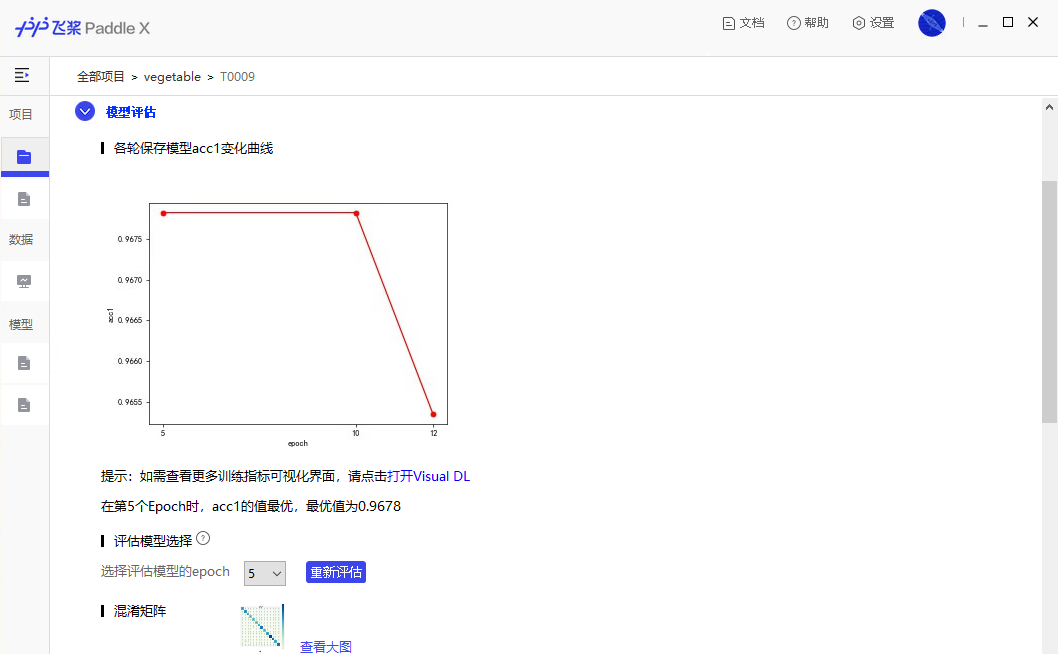 飞桨 Paddle X
文档
帮助
设置
全部项目 > vegetable > T0009
项目
数据
模型
模型评估
各轮保存模型acc1变化曲线
0.9675
0.9670
0.9665
0.9660
0.9655
acc1
5
10
12
epoch
提示：如需查看更多训练指标可视化界面，请点击打开Visual DL
在第5个Epoch时，acc1的值最优，最优值为0.9678
评估模型选择 ?
选择评估模型的epoch 5 重新评估
混淆矩阵
查看大图